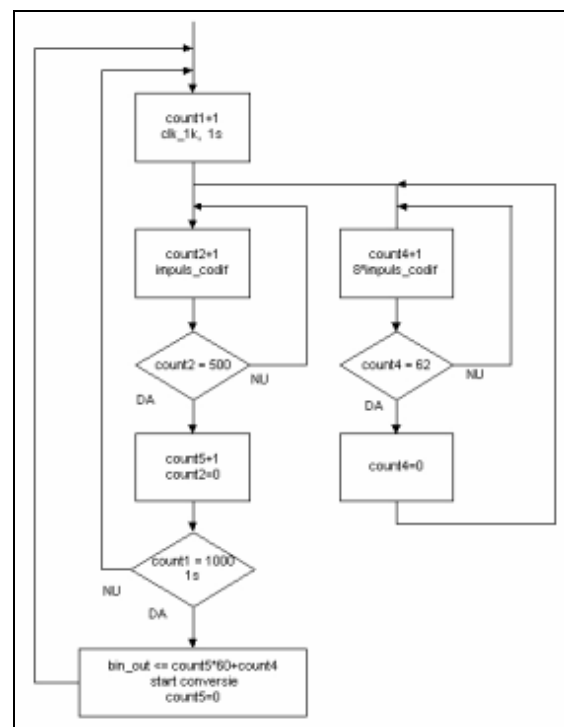 count1+1
clk_1k, 1s
count2+1
impuls_codif
count4+1
8*impuls_codif
count2 = 500
NU
DA
count4 = 62
NU
DA
count5+1
count2=0
count4=0
count1 = 1000
1s
NU
DA
bin_out <= count5*60+count4
start conversie
count5=0